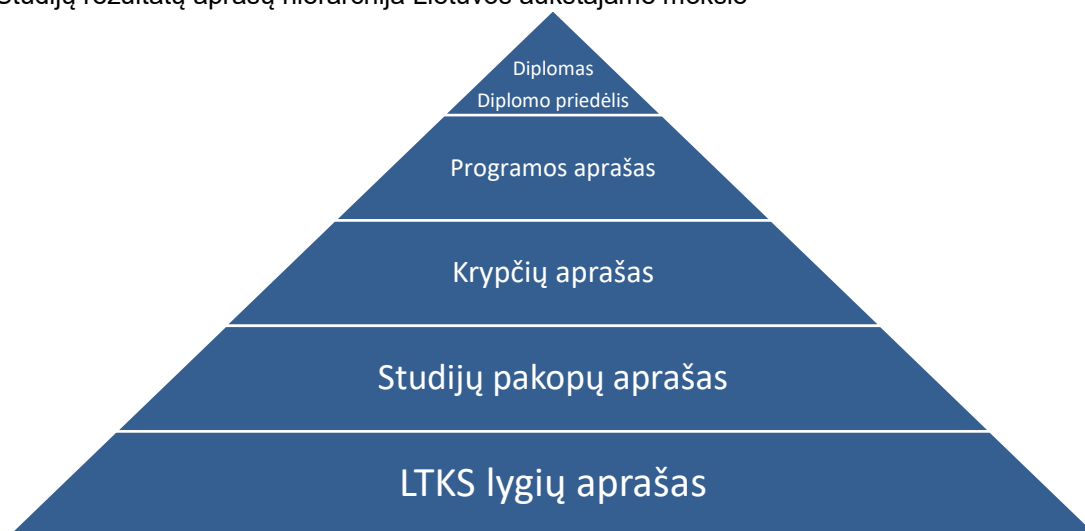 Studijų rezultatų aprašų hierarchija Lietuvos aukštajame moksle
Diplomas
Diplomo priedėlis
Programos aprašas
Krypčių aprašas
Studijų pakopų aprašas
LTKS lygių aprašas